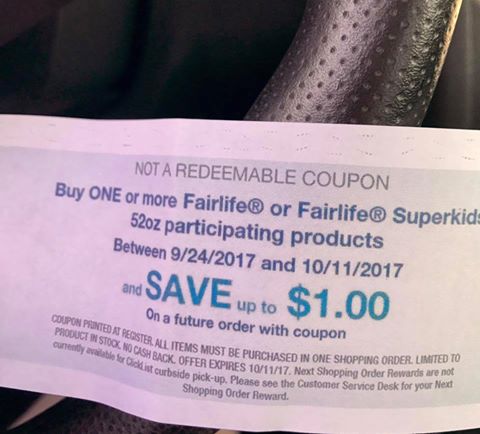 NOT A REDEEMABLE COUPON
Buy ONE or more Fairlife® or Fairlife® Superkids
52oz participating products
Between 9/24/2017 and 10/11/2017
and SAVE up to $1.00
On a future order with coupon
COUPON PRINTED AT REGISTER. ALL ITEMS MUST BE PURCHASED IN ONE SHOPPING ORDER. LIMITED TO
PRODUCT IN STOCK. NO CASH BACK. OFFER EXPIRES 10/11/17. Next Shopping Order Rewards are not
currently available for ClickList curbside pick-up. Please see the Customer Service Desk for your Next
Shopping Order Reward.